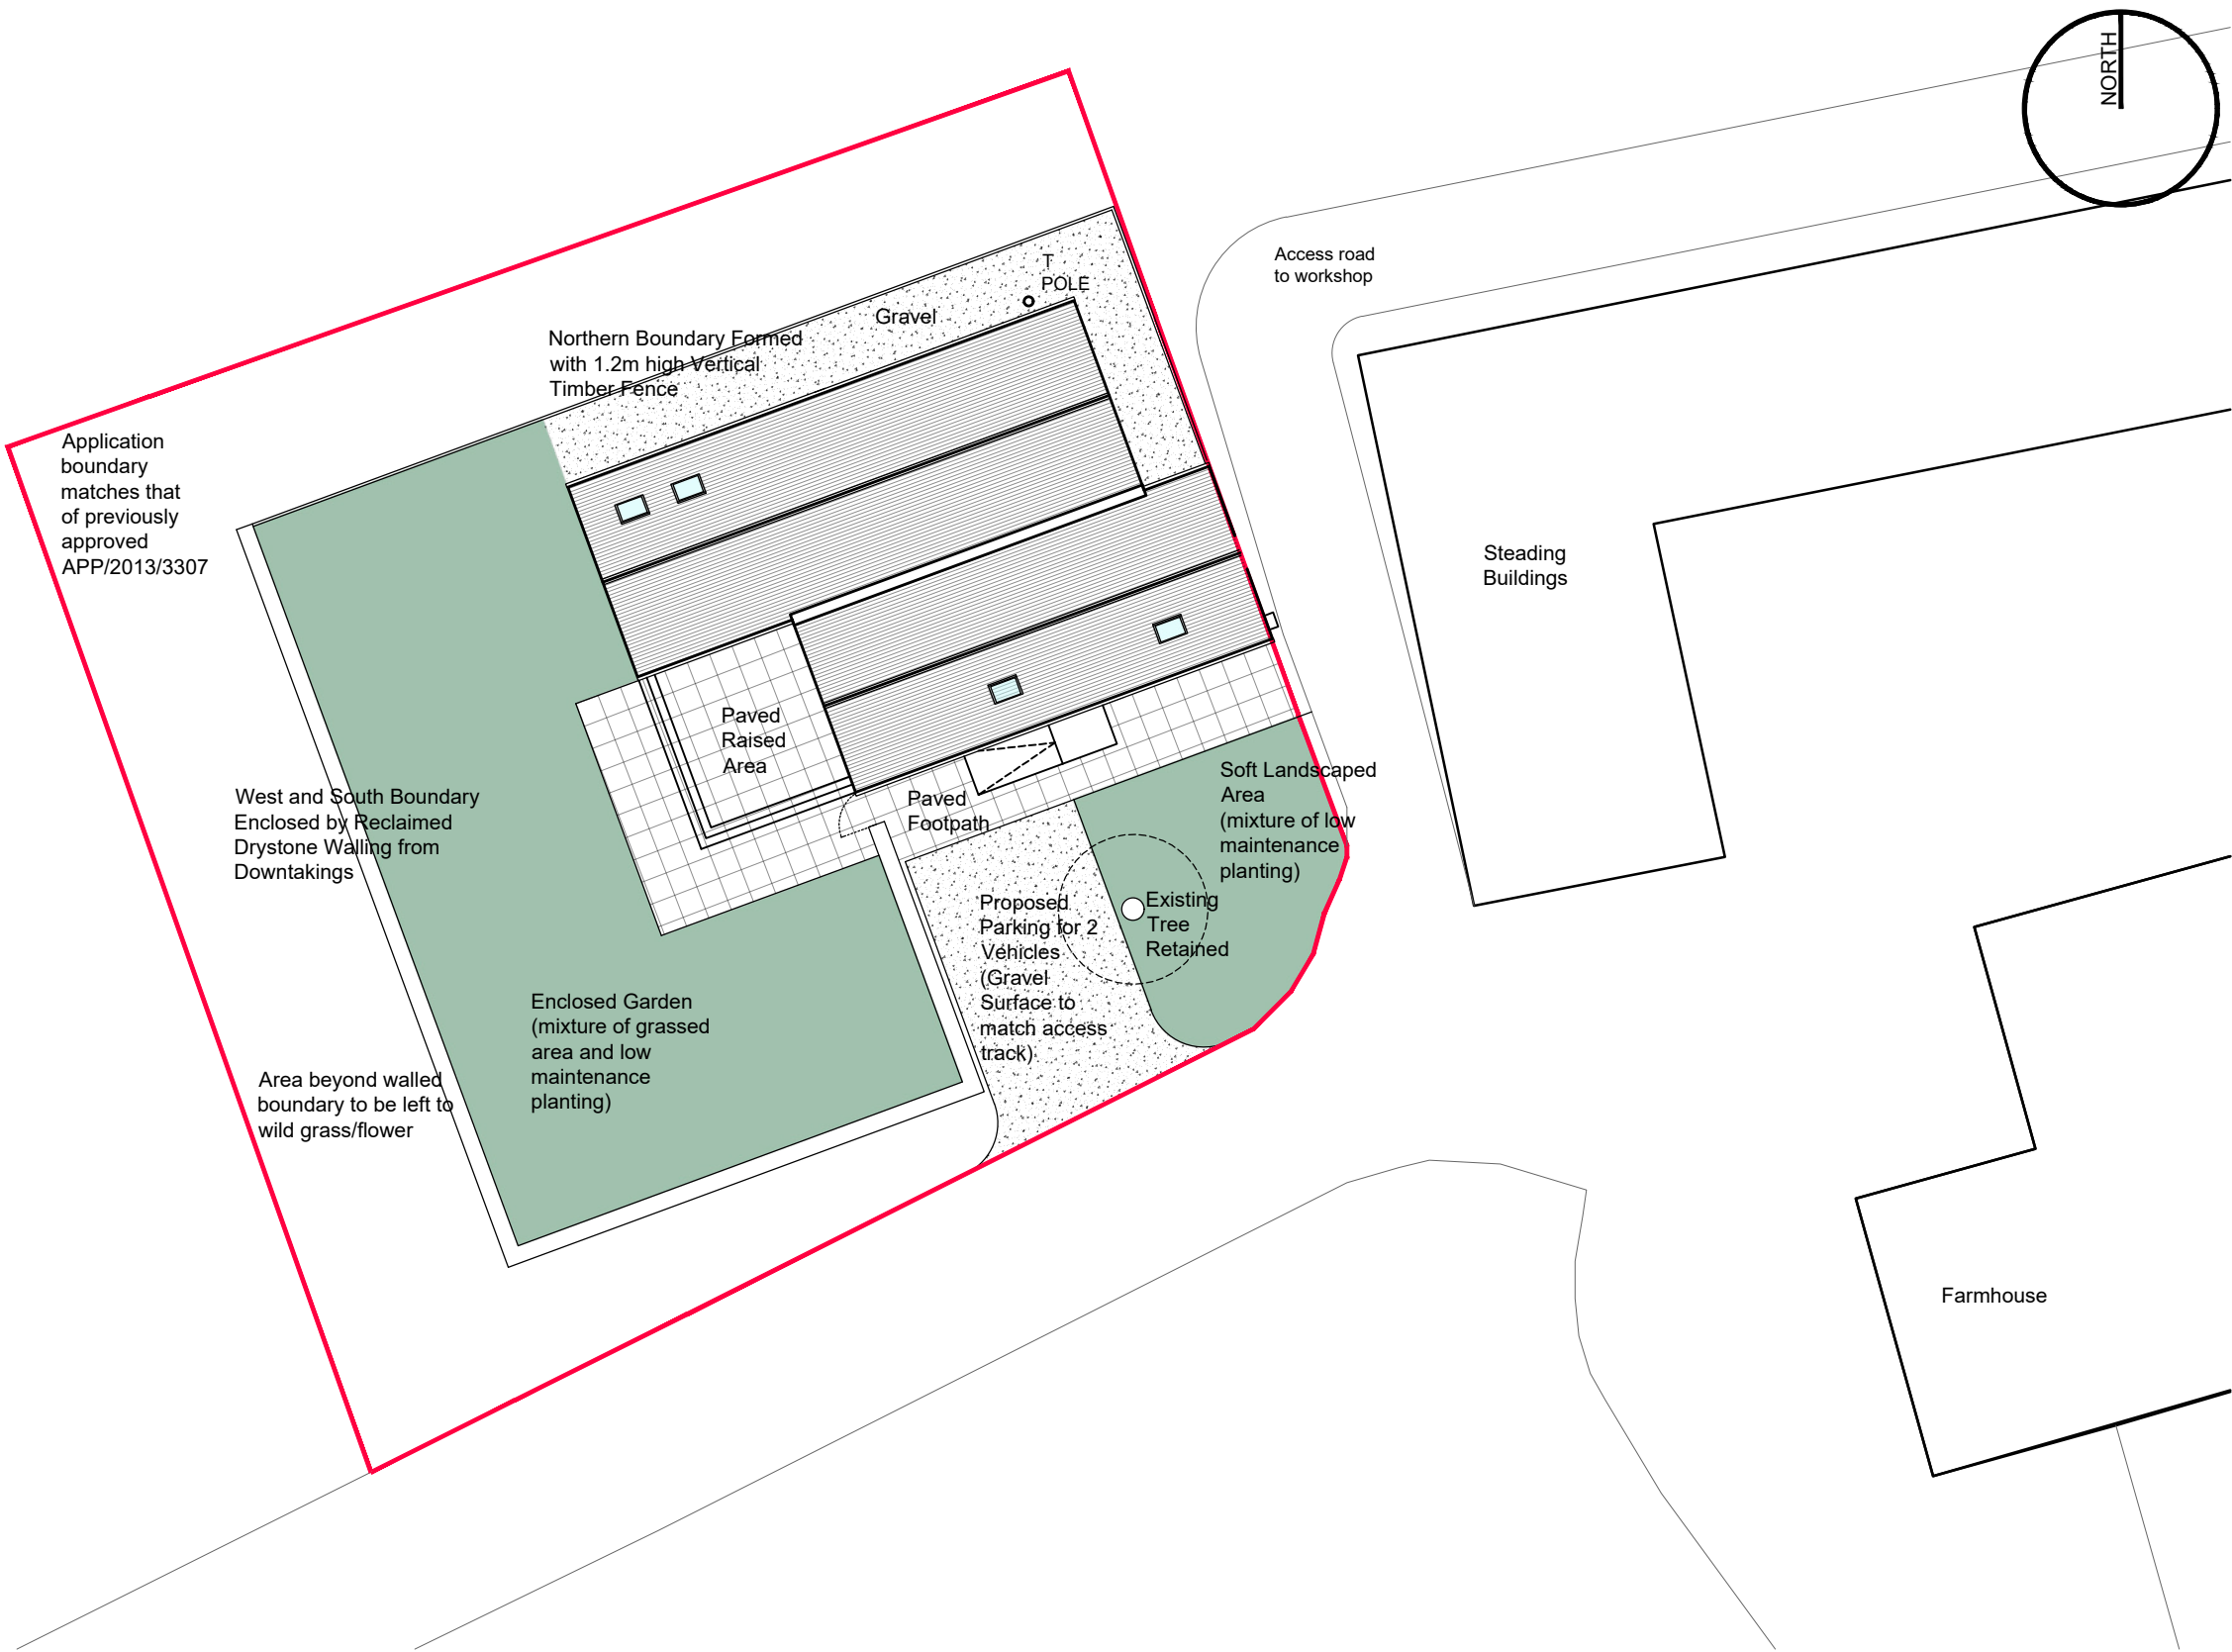 NORTH
Access road
to workshop
T
POLE
Gravel
Northern Boundary Formed
with 1.2m high Vertical
Timber Fence
Application
boundary
matches that
of previously
approved
APP/2013/3307
Steading
Buildings
Paved
Raised
Area
Soft Landscaped
Area
(mixture of low
maintenance
planting)
West and South Boundary
Enclosed by Reclaimed
Drystone Walling from
Downtakings
Paved
Footpath
Proposed
Parking for 2
Vehicles
(Gravel
Surface to
match access
track)
Existing
Tree
Retained
Enclosed Garden
(mixture of grassed
area and low
maintenance
planting)
Area beyond walled
boundary to be left to
wild grass/flower
Farmhouse